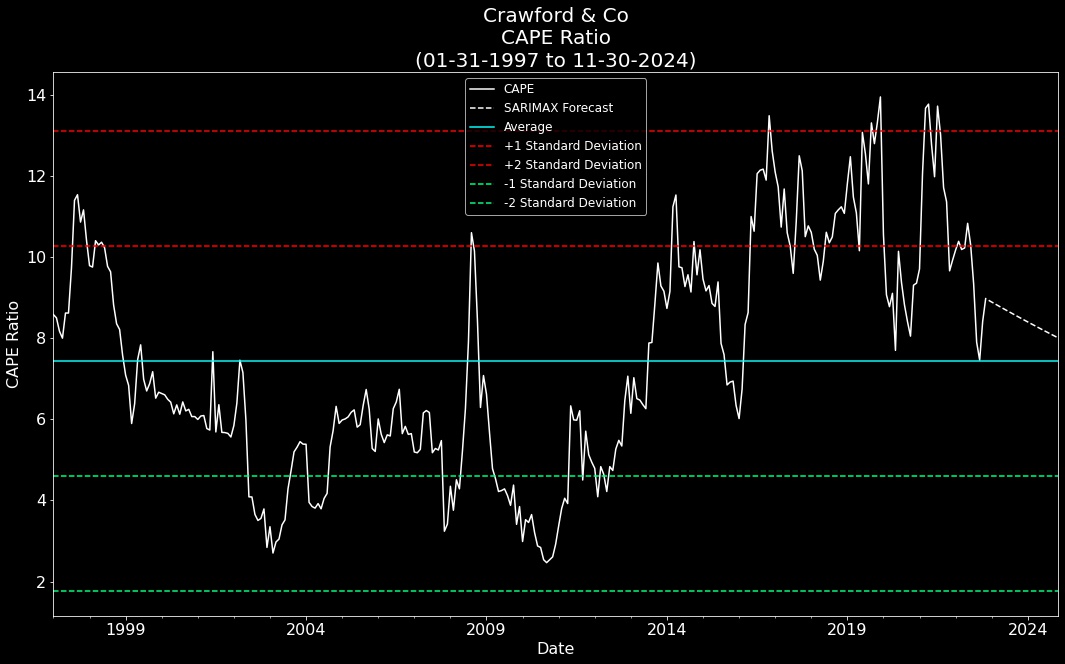 Crawford & Co
CAPE Ratio
(01-31-1997 to 11-30-2024)
CAPE
SARIMAX Forecast
Average
+1 Standard Deviation
+2 Standard Deviation
-1 Standard Deviation
-2 Standard Deviation
CAPE Ratio
14
12
10
8
6
4
2
1999
2004
2009
2014
2019
2024
Date